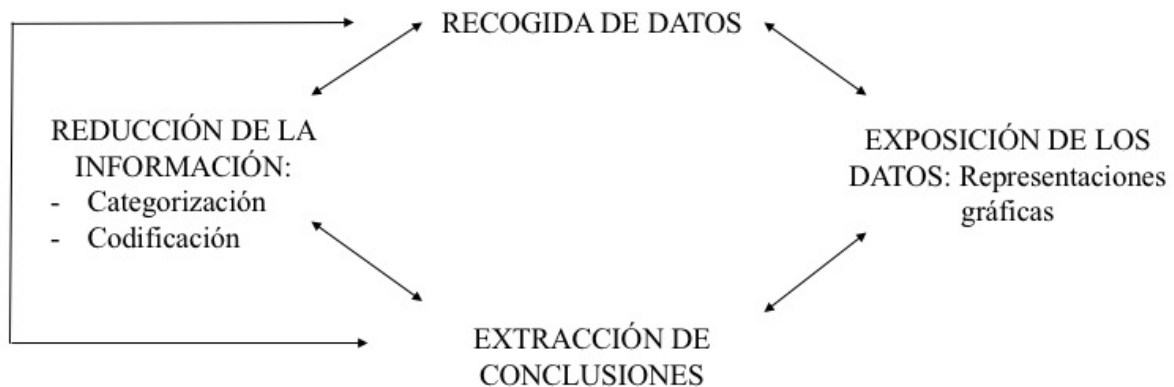 RECOGIDA DE DATOS
REDUCCIÓN DE LA
INFORMACIÓN:
- Categorización
- Codificación
EXPOSICIÓN DE LOS
DATOS: Representaciones
gráficas
EXTRACCIÓN DE
CONCLUSIONES